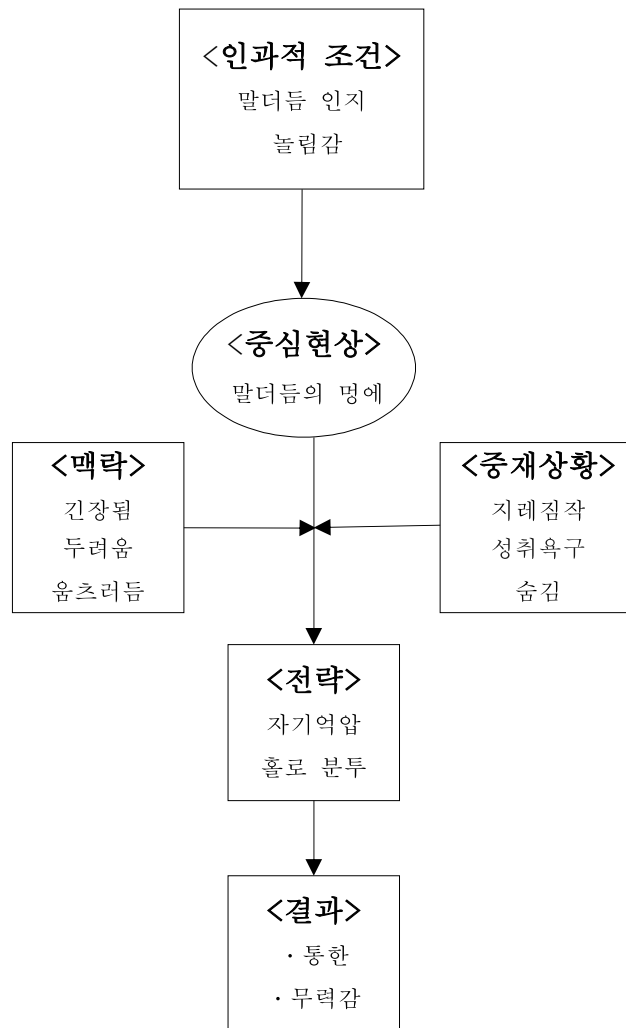 <인과적 조건>
말더듬 인지
놀림감
<중심현상>
말더듬의 멍에
<맥락>
긴장됨
두려움
움츠러듬
<중재상황>
지레짐작
성취욕구
숨김
<전략>
자기억압
홀로 분투
<결과>
· 통한
· 무력감